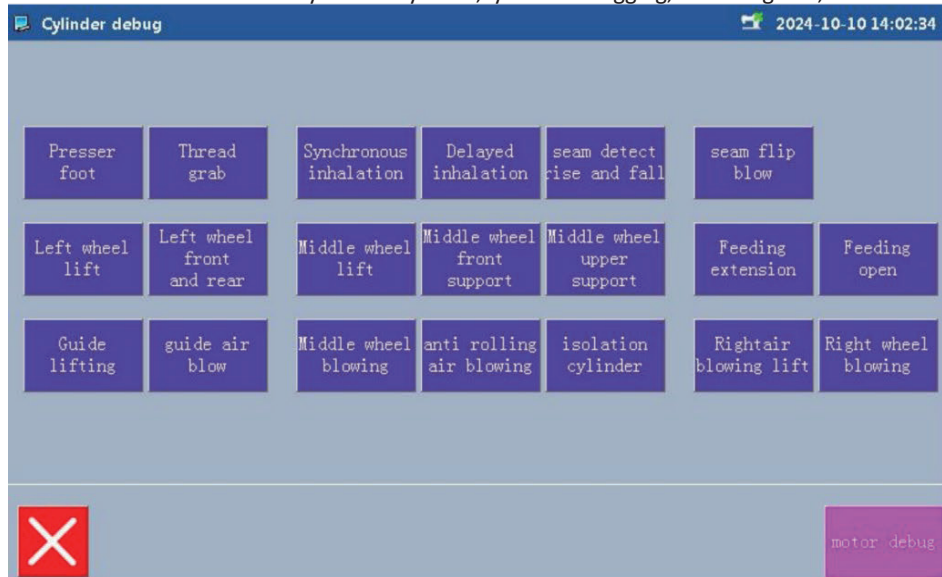 Cylinder debug
2024-10-10 14:02:34
Presser
foot
Thread
grab
Synchronous
inhalation
Delayed
inhalation
seam detect
rise and fall
seam flip
blow
Left wheel
lift
Left wheel
front
and rear
Middle wheel
lift
Middle wheel
front
support
Middle wheel
upper
support
Feeding
extension
Feeding
open
Guide
lifting
guide air
blow
Middle wheel
blowing
anti rolling
air blowing
isolation
cylinder
Rightair
blowing lift
Right wheel
blowing
motor debug